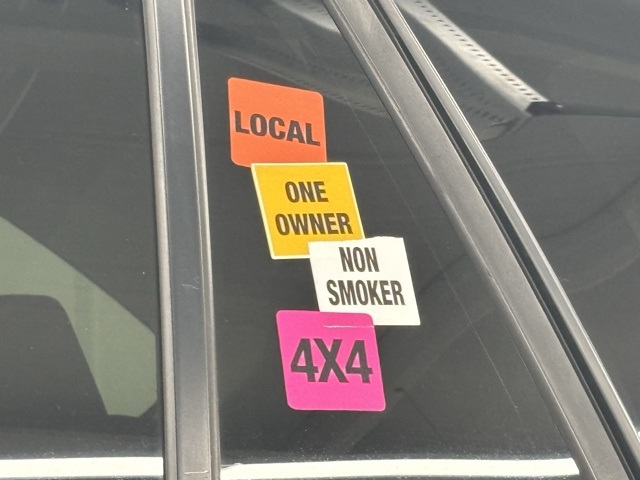 LOCAL
ONE
OWNER
NON
SMOKER
4X4